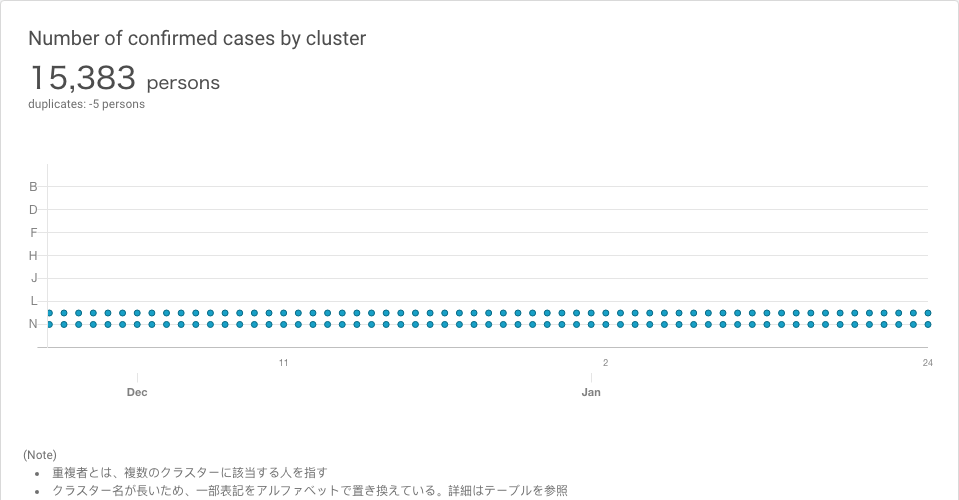 Number of confirmed cases by cluster
15,383 persons
duplicates: -5 persons
B
D
F
H
J
L
N
11 2 24
Dec Jan
(Note)
• 重複者とは、複数のクラスターに該当する人を指す
• クラスター名が長いため、一部表記をアルファベットで置き換えている。詳細はテーブルを参照